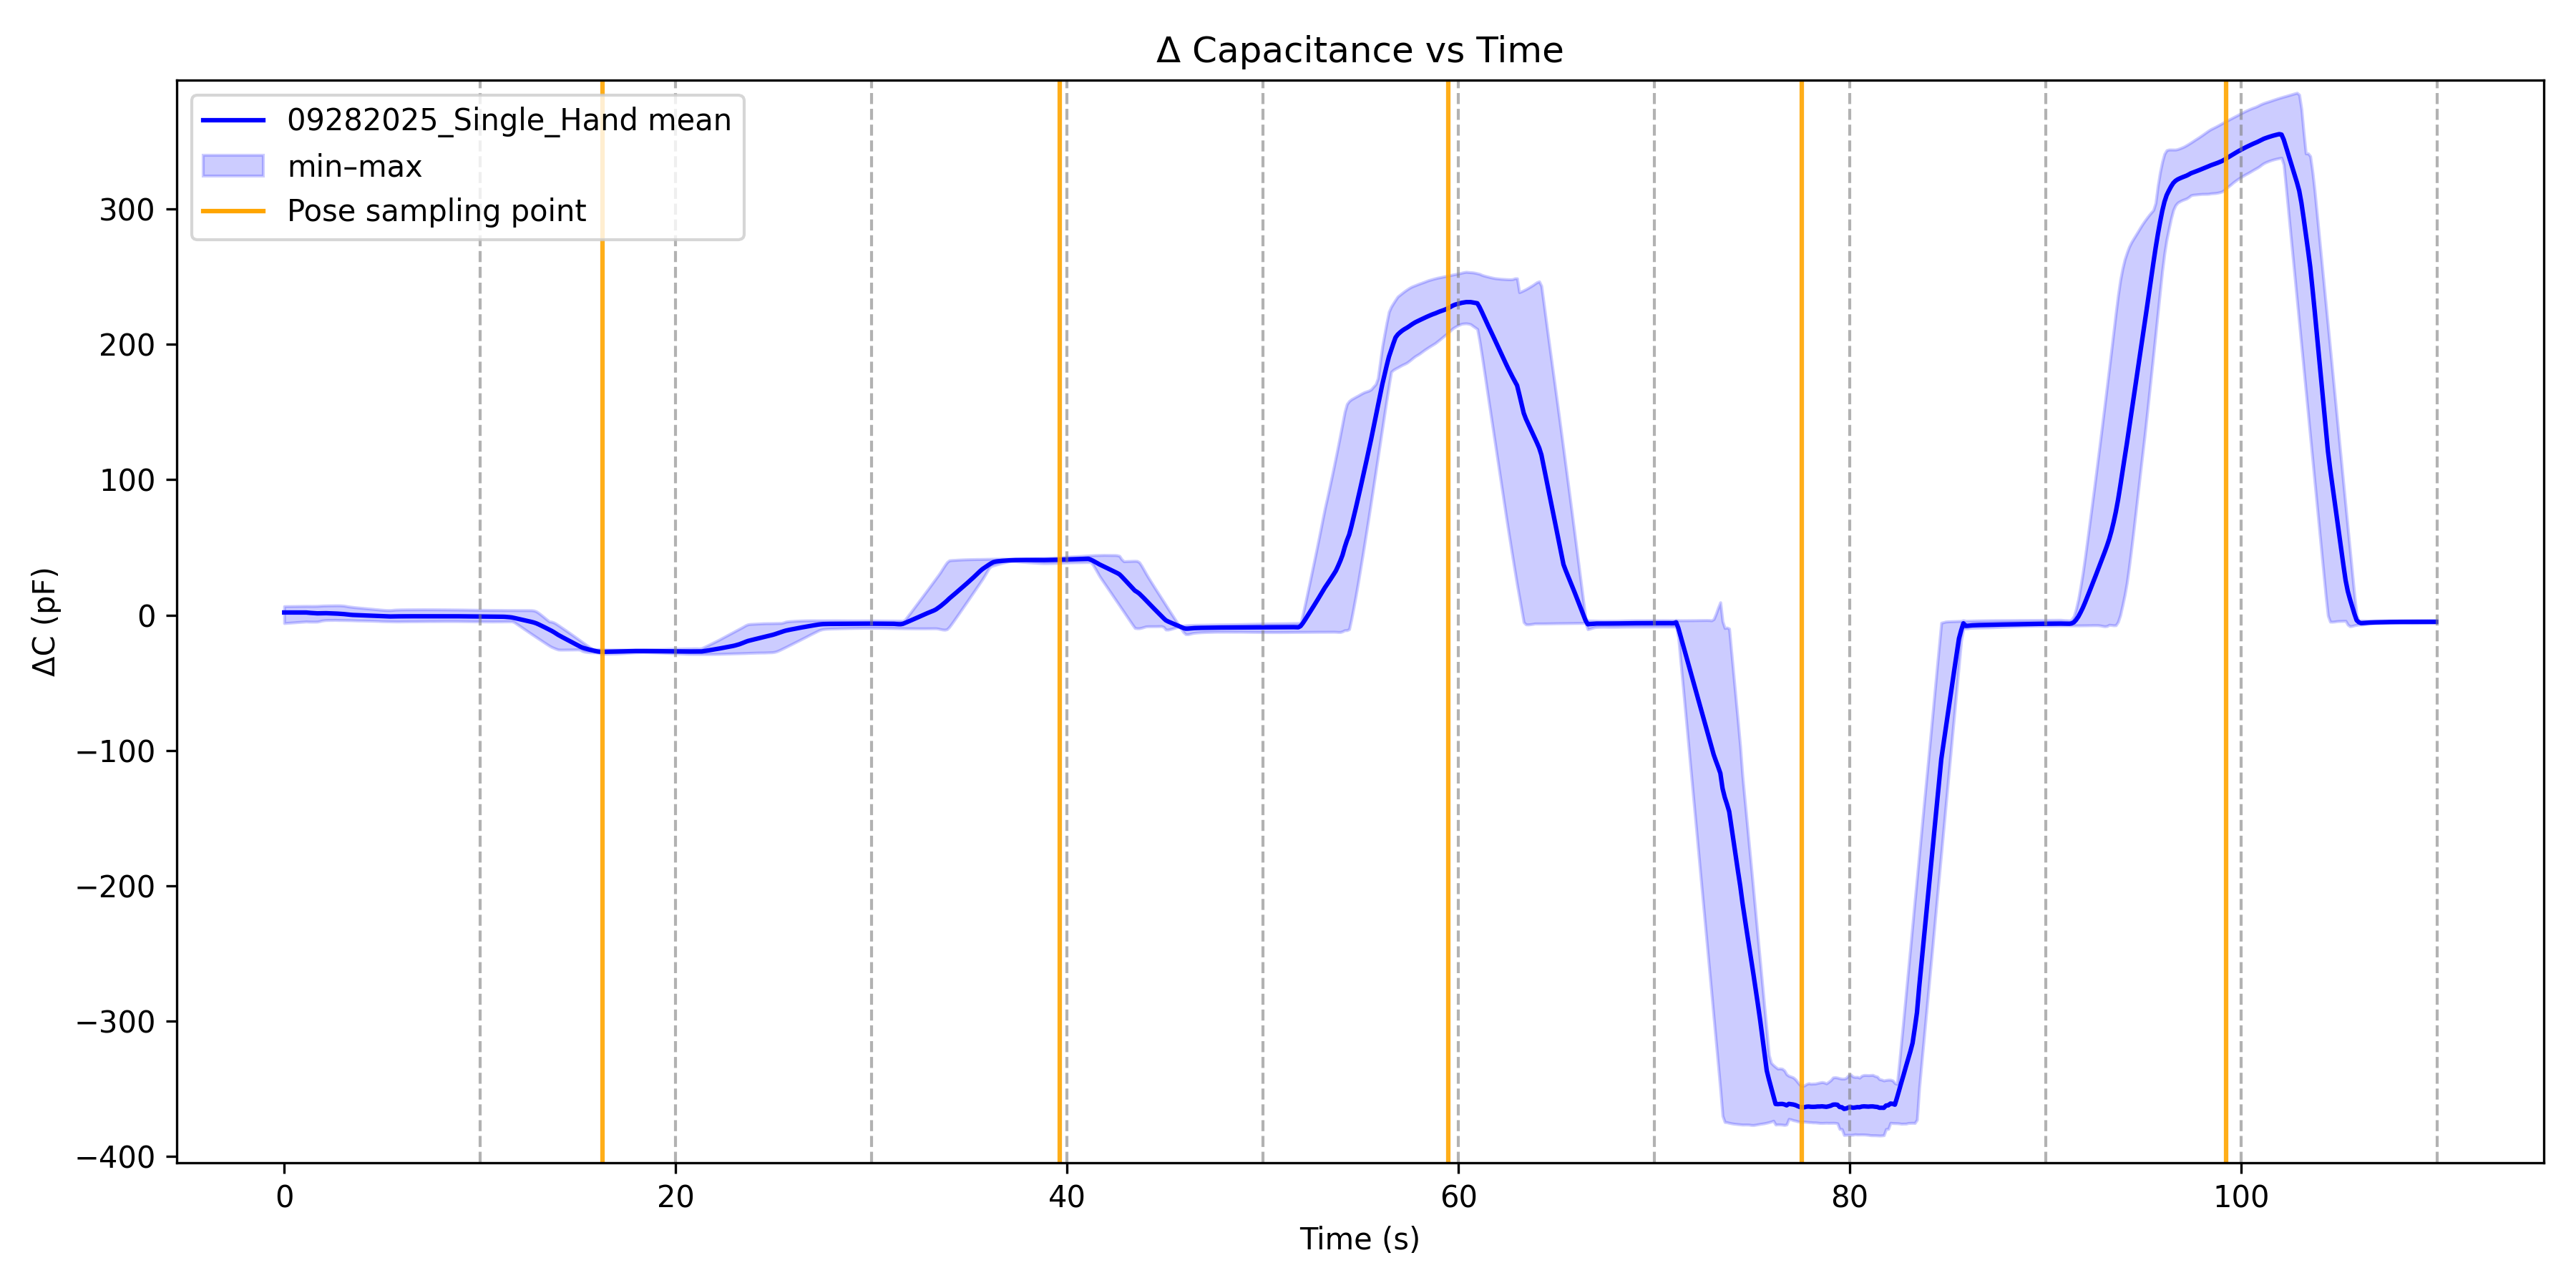 Δ Capacitance vs Time
09282025_Single_Hand mean
min–max
Pose sampling point
300
200
100
0
−100
−200
−300
−400
ΔC (pF)
0 20 40 60 80 100
Time (s)